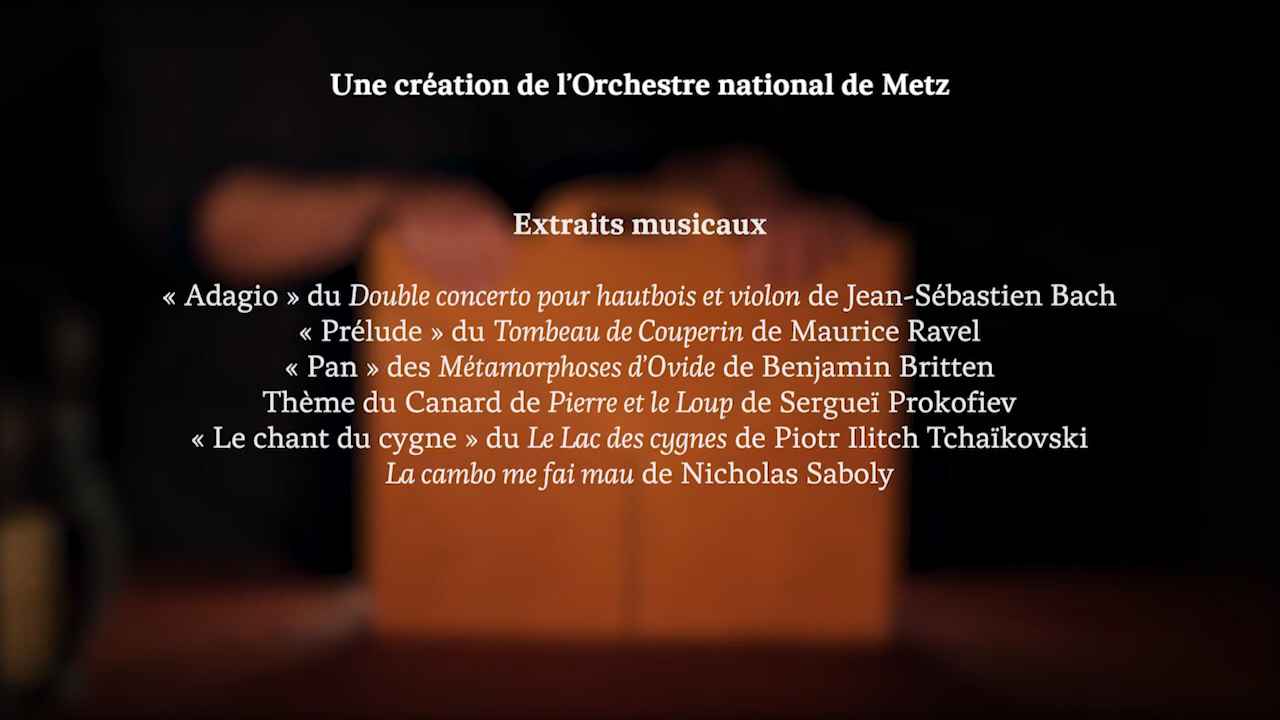 Une création de l’Orchestre national de Metz
Extraits musicaux
« Adagio » du Double concerto pour hautbois et violon de Jean-Sébastien Bach
« Prélude » du Tombeau de Couperin de Maurice Ravel
« Pan » des Métamorphoses d’Ovide de Benjamin Britten
Thème du Canard de Pierre et le Loup de Sergueï Prokofiev
« Le chant du cygne » du Le Lac des cygnes de Piotr Ilitch Tchaïkovski
La cambo me fai mau de Nicholas Saboly